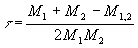 r = (M₁ + M₂ − M₁,₂) / (2M₁M₂)